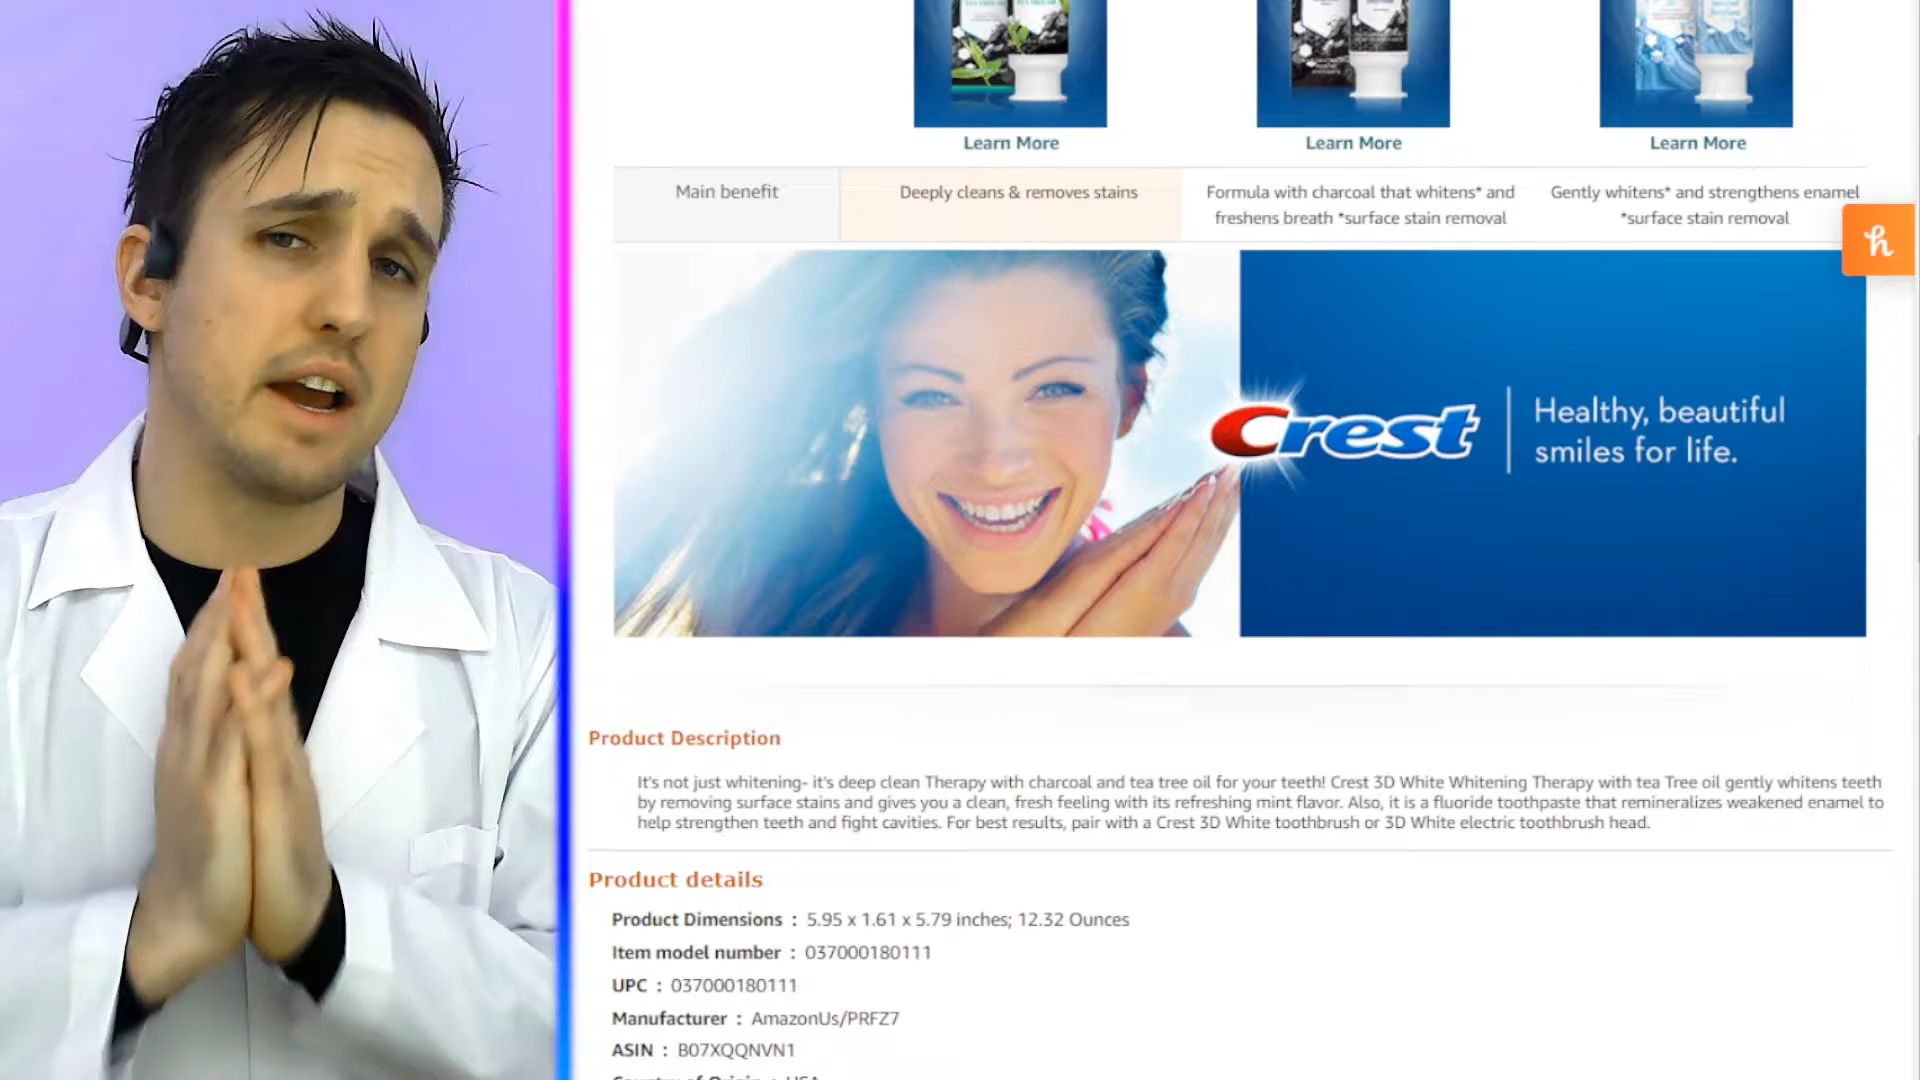 Learn More
Learn More
Learn More
Main benefit
Deeply cleans & removes stains
Formula with charcoal that whitens* and
freshens breath *surface stain removal
Gently whitens* and strengthens enamel
*surface stain removal
h
Crest
Healthy, beautiful
smiles for life.
Product Description
It's not just whitening- it's deep clean Therapy with charcoal and tea tree oil for your teeth! Crest 3D White Whitening Therapy with tea Tree oil gently whitens teeth
by removing surface stains and gives you a clean, fresh feeling with its refreshing mint flavor. Also, it is a fluoride toothpaste that remineralizes weakened enamel to
help strengthen teeth and fight cavities. For best results, pair with a Crest 3D White toothbrush or 3D White electric toothbrush head.
Product details
Product Dimensions : 5.95 x 1.61 x 5.79 inches; 12.32 Ounces
Item model number : 037000180111
UPC : 037000180111
Manufacturer : AmazonUs/PRFZ7
ASIN : B07XQQNVN1
Country of Origin : USA